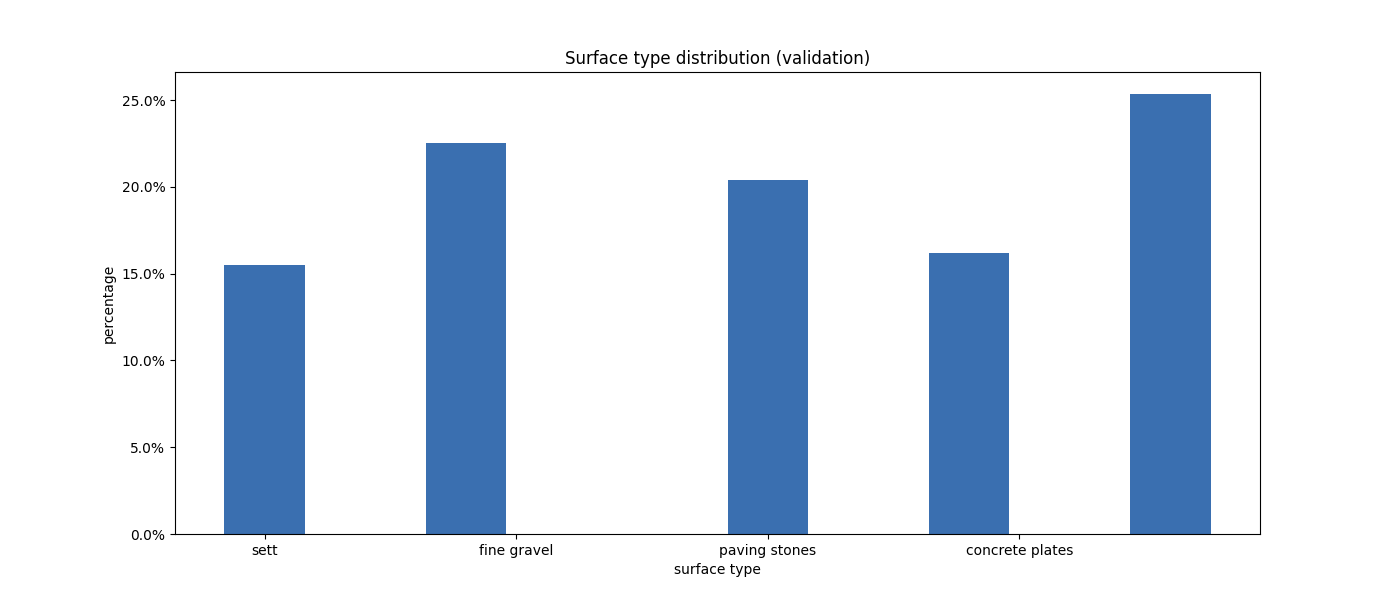 Surface type distribution (validation)
25.0%
20.0%
15.0%
10.0%
5.0%
0.0%
percentage
sett
fine gravel
paving stones
concrete plates
surface type